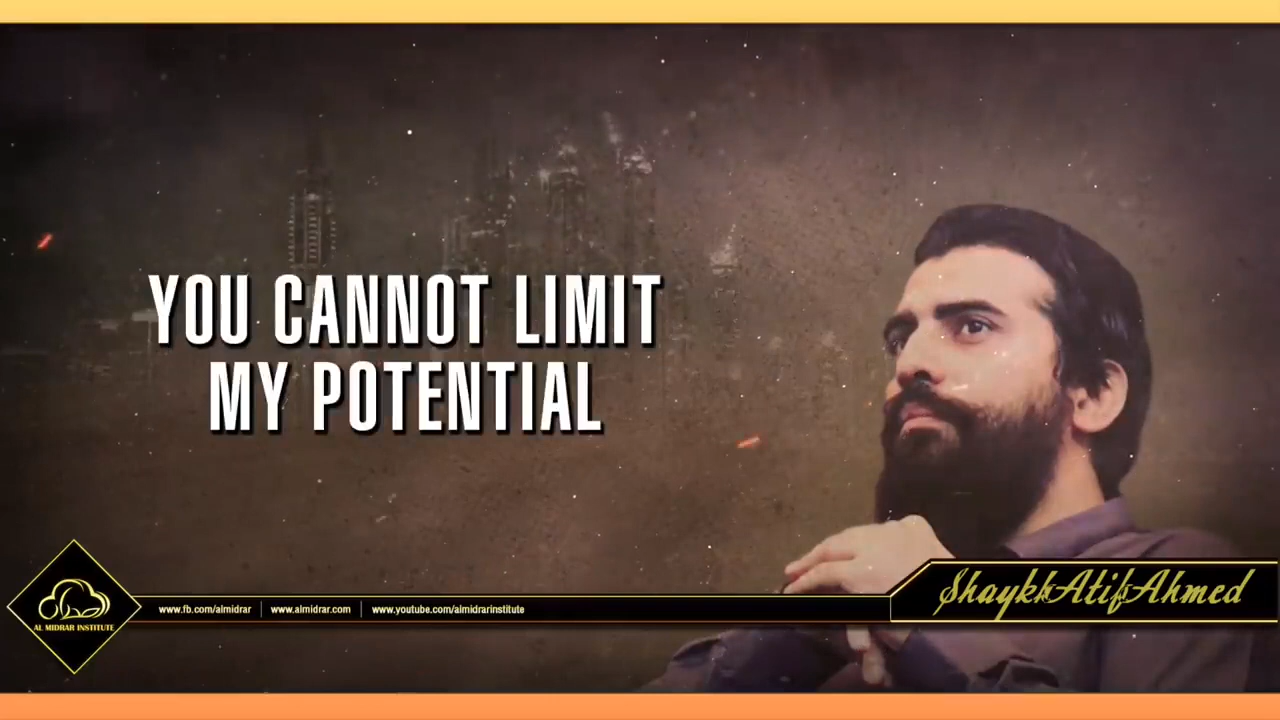 YOU CANNOT LIMIT
MY POTENTIAL
AL MIDRAR INSTITUTE
www.fb.com/almidrar
www.almidrar.com
www.youtube.com/almidrarinstitute
ShaykhAtifAhmed